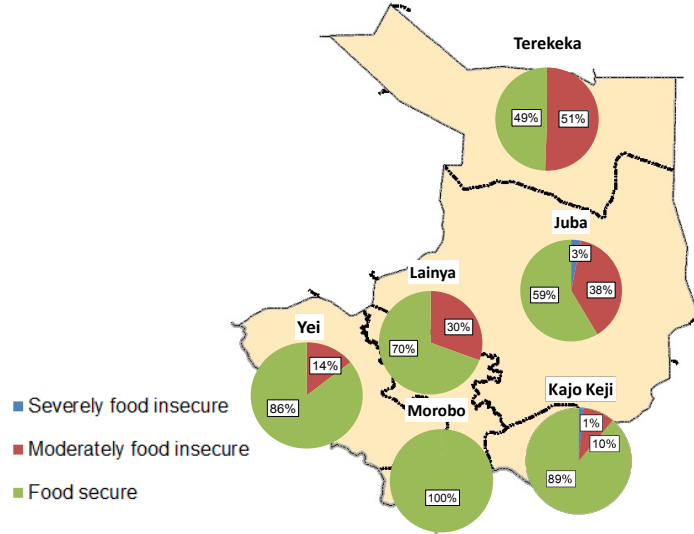 Terekeka
49%
51%
Juba
3%
59%
38%
Lainya
30%
70%
Yei
14%
86%
Kajo Keji
1%
10%
89%
Morobo
100%
Severely food insecure
Moderately food insecure
Food secure